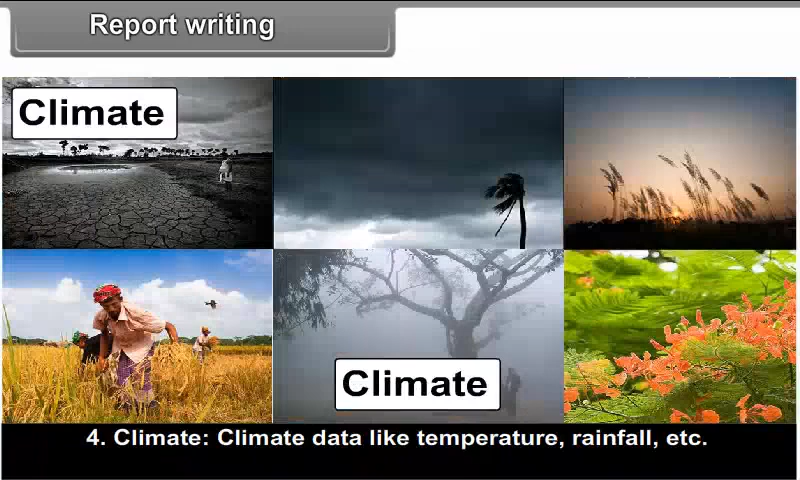 Report writing
Climate
Climate
4. Climate: Climate data like temperature, rainfall, etc.